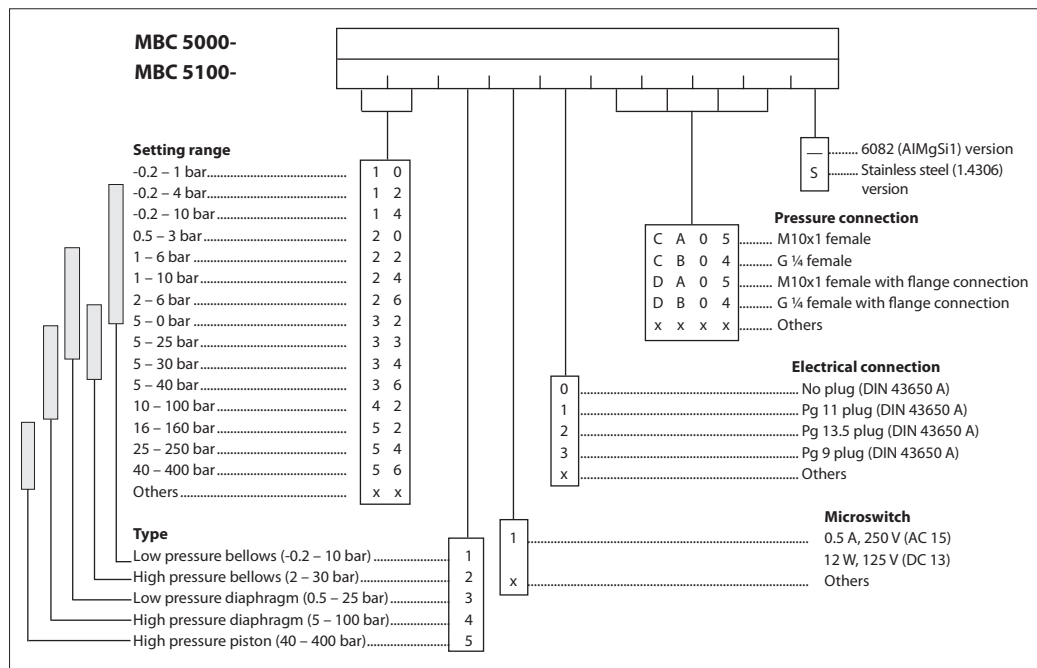 MBC 5000-
MBC 5100-
Setting range
-0.2 – 1 bar 1 0
-0.2 – 4 bar 1 2
-0.2 – 10 bar 1 4
0.5 – 3 bar 2 0
1 – 6 bar 2 2
1 – 10 bar 2 4
2 – 6 bar 2 6
5 – 0 bar 3 2
5 – 25 bar 3 3
5 – 30 bar 3 4
5 – 40 bar 3 6
10 – 100 bar 4 2
16 – 160 bar 5 2
25 – 250 bar 5 4
40 – 400 bar 5 6
Others x x
Type
Low pressure bellows (-0.2 – 10 bar) 1
High pressure bellows (2 – 30 bar) 2
Low pressure diaphragm (0.5 – 25 bar) 3
High pressure diaphragm (5 – 100 bar) 4
High pressure piston (40 – 400 bar) 5
— 6082 (AlMgSi1) version
S Stainless steel (1.4306)
version
Pressure connection
C A 0 5 M10x1 female
C B 0 4 G ¼ female
D A 0 5 M10x1 female with flange connection
D B 0 4 G ¼ female with flange connection
x x x x Others
Electrical connection
0 No plug (DIN 43650 A)
1 Pg 11 plug (DIN 43650 A)
2 Pg 13.5 plug (DIN 43650 A)
3 Pg 9 plug (DIN 43650 A)
x Others
Microswitch
1 0.5 A, 250 V (AC 15)
12 W, 125 V (DC 13)
x Others